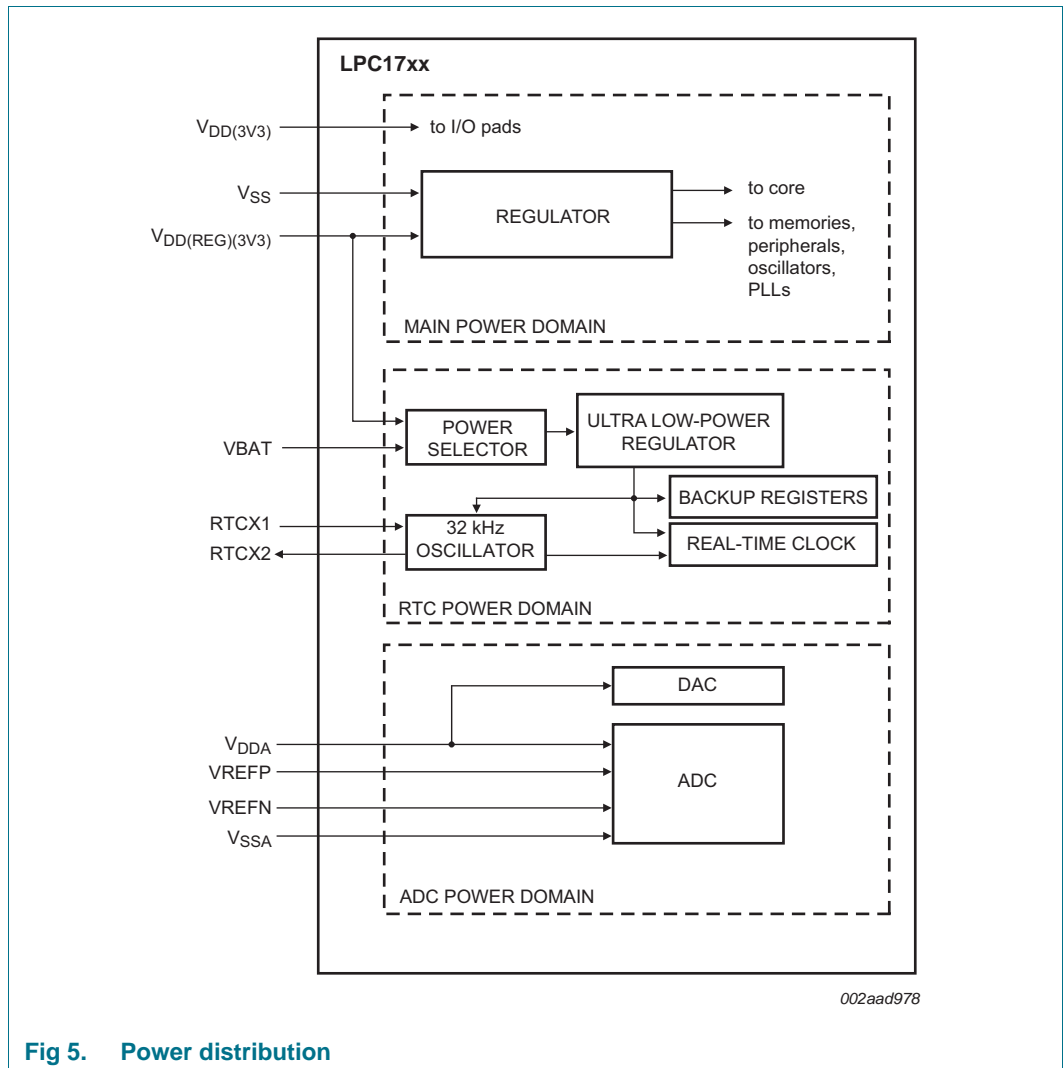 LPC17xx
VDD(3V3)
to I/O pads
VSS
REGULATOR
to core
VDD(REG)(3V3)
to memories,
peripherals,
oscillators,
PLLs
MAIN POWER DOMAIN
POWER
SELECTOR
ULTRA LOW-POWER
REGULATOR
VBAT
BACKUP REGISTERS
RTCX1
32 kHz
OSCILLATOR
REAL-TIME CLOCK
RTCX2
RTC POWER DOMAIN
DAC
VDDA
VREFP
ADC
VREFN
VSSA
ADC POWER DOMAIN
002aad978
Fig 5. Power distribution